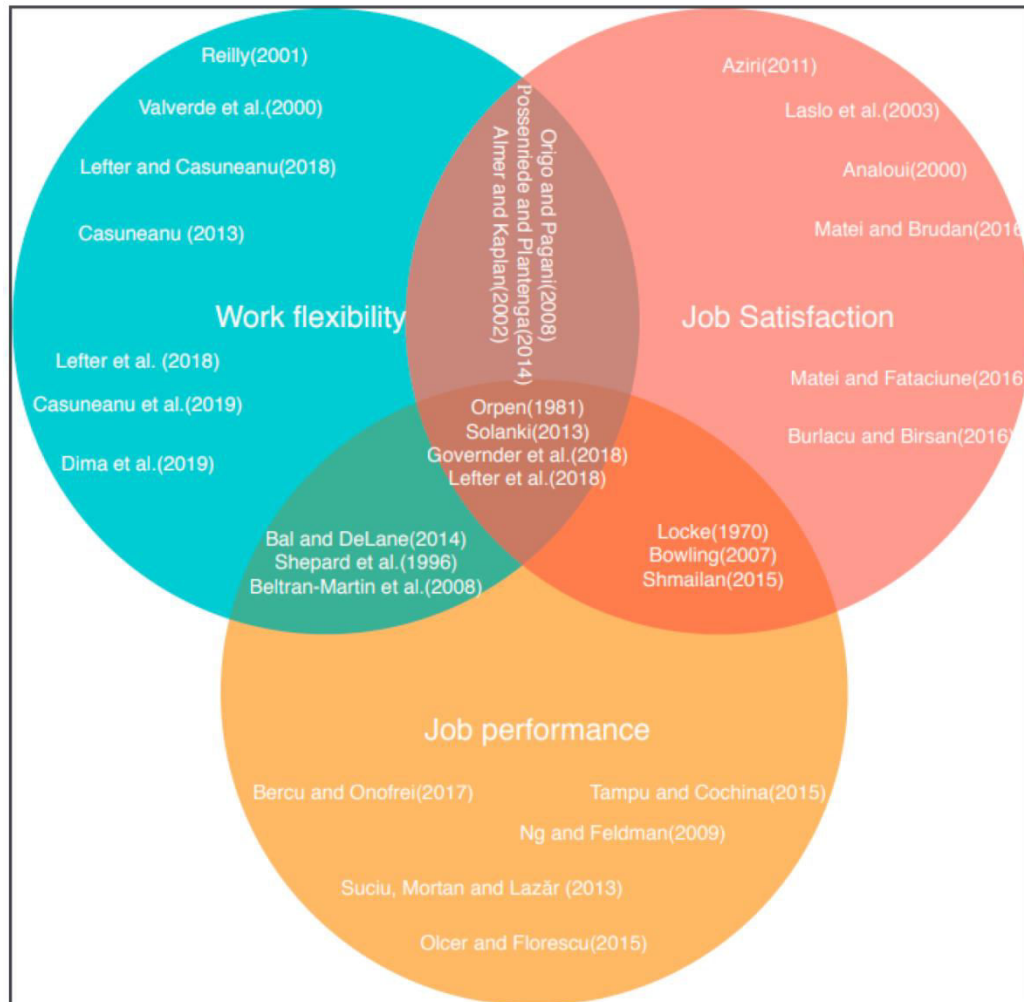 Reilly(2001)
Valverde et al.(2000)
Lefter and Casuneanu(2018)
Casuneanu (2013)
Work flexibility
Lefter et al. (2018)
Casuneanu et al.(2019)
Dima et al.(2019)
Origo and Pagani(2008)
Possenriede and Plantenga(2014)
Almer and Kaplan(2002)
Aziri(2011)
Laslo et al.(2003)
Analoui(2000)
Matei and Brudan(2016
Job Satisfaction
Matei and Fataciune(2016
Burlacu and Birsan(2016)
Orpen(1981)
Solanki(2013)
Governder et al.(2018)
Lefter et al.(2018)
Bal and DeLane(2014)
Shepard et al.(1996)
Beltran-Martin et al.(2008)
Locke(1970)
Bowling(2007)
Shmailan(2015)
Job performance
Bercu and Onofrei(2017)
Tampu and Cochina(2015)
Ng and Feldman(2009)
Suciu, Mortan and Lazăr (2013)
Olcer and Florescu(2015)